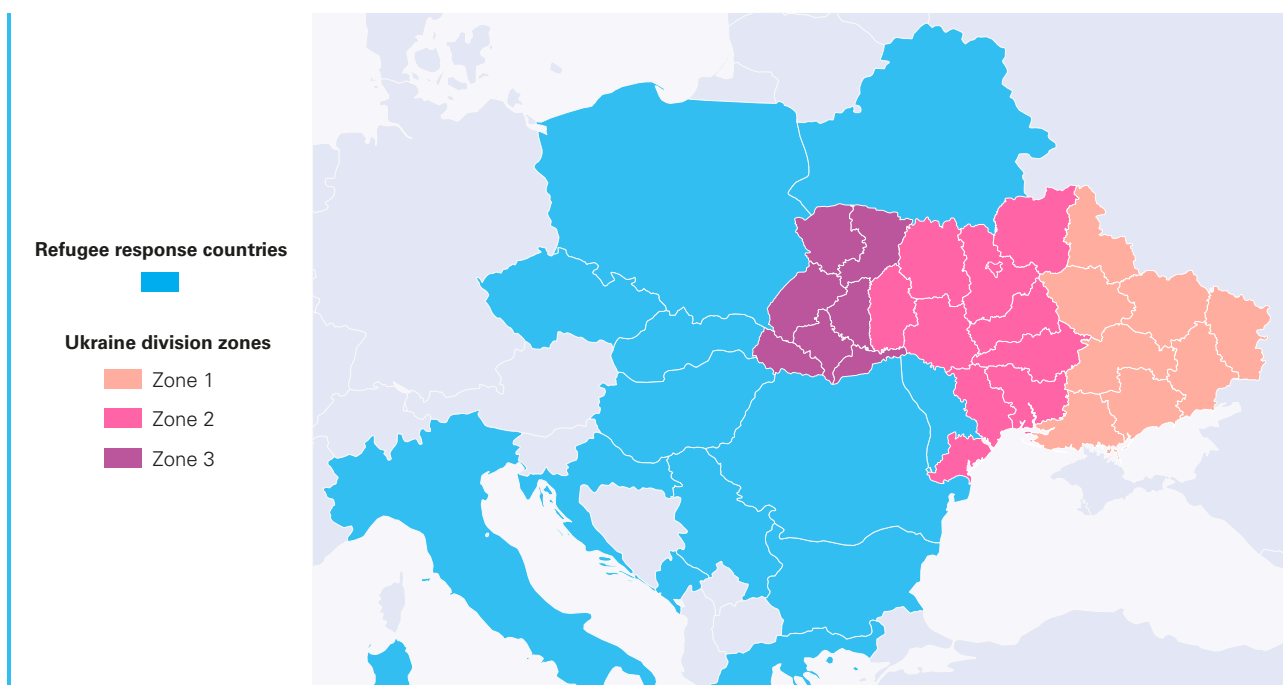 Refugee response countries
Ukraine division zones
Zone 1
Zone 2
Zone 3